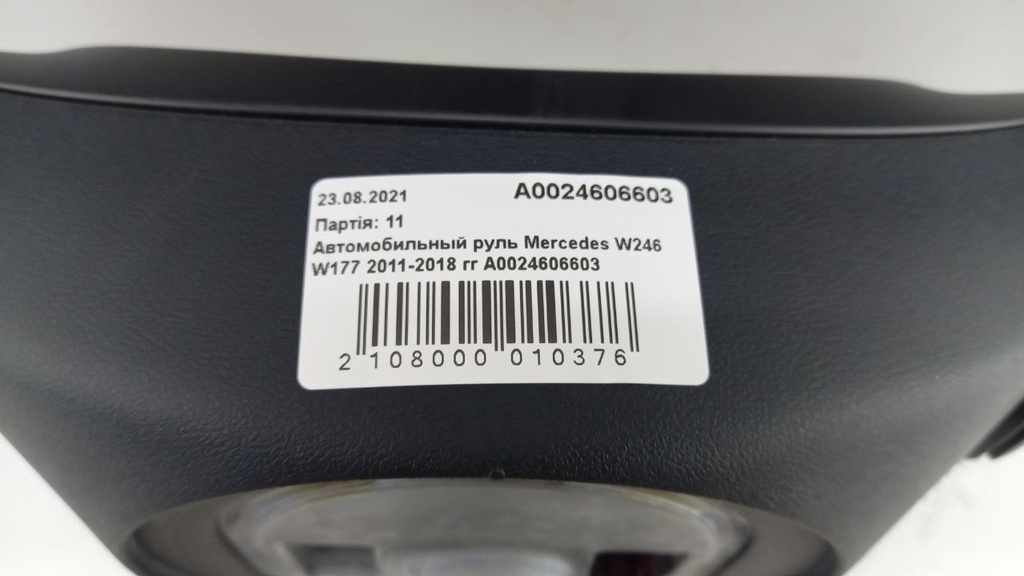 23.08.2021 A0024606603
Партія: 11
Автомобильный руль Mercedes W246
W177 2011-2018 гг A0024606603
2 108000 010376